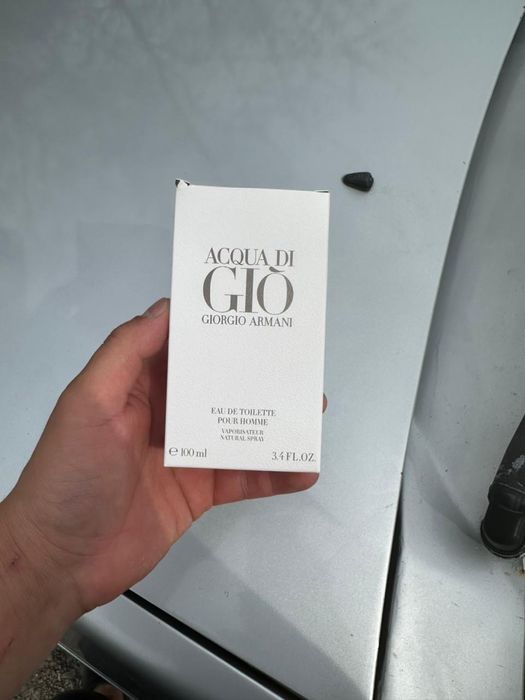 ACQUA DI
GIÒ
GIORGIO ARMANI
EAU DE TOILETTE
POUR HOMME
VAPORISATEUR
NATURAL SPRAY
℮ 100 ml 3.4 FL.OZ.